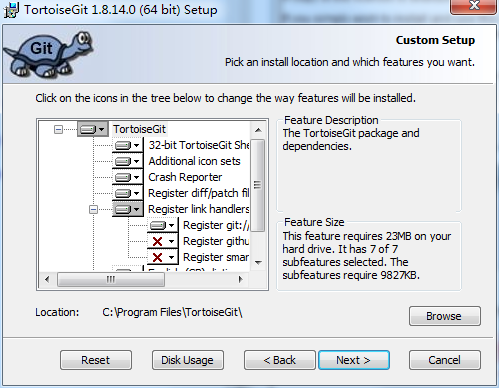 TortoiseGit 1.8.14.0 (64 bit) Setup
Git
Custom Setup
Pick an install location and which features you want.
Click on the icons in the tree below to change the way features will be installed.
TortoiseGit
32-bit TortoiseGit She
Additional icon sets
Crash Reporter
Register diff/patch fil
Register link handlers
Register git://
Register githu
Register smar
Feature Description
The TortoiseGit package and
dependencies.
Feature Size
This feature requires 23MB on your
hard drive. It has 7 of 7
subfeatures selected. The
subfeatures require 9827KB.
Location: C:\Program Files\TortoiseGit\
Browse
Reset
Disk Usage
< Back
Next >
Cancel